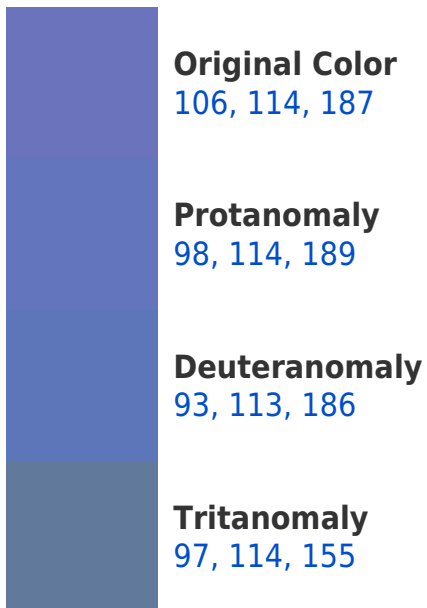 Original Color
106, 114, 187
Protanomaly
98, 114, 189
Deuteranomaly
93, 113, 186
Tritanomaly
97, 114, 155